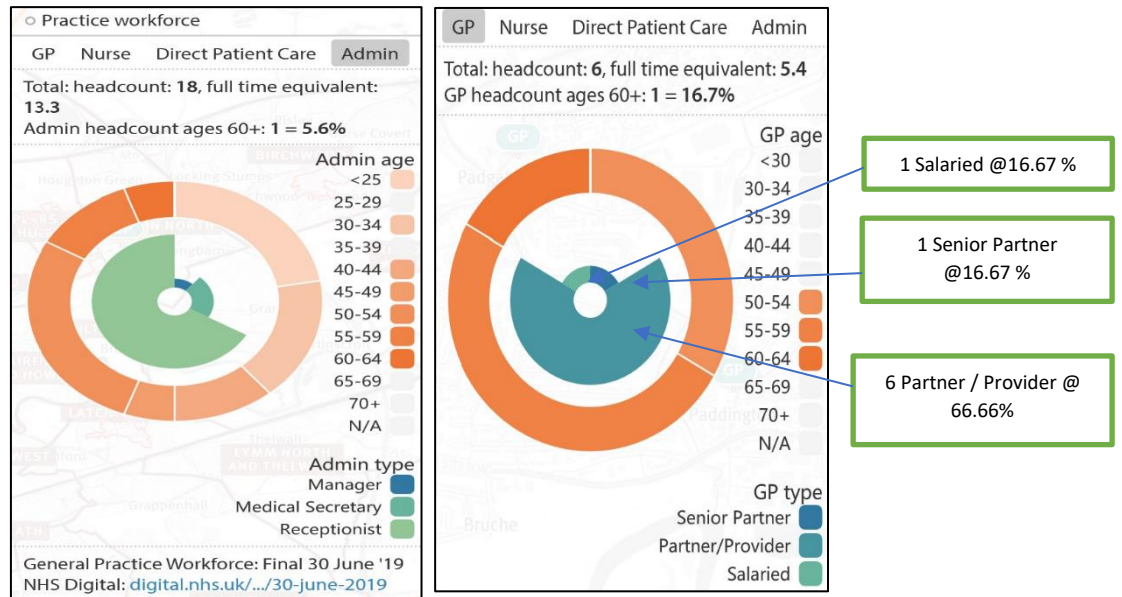 Practice workforce
GP Nurse Direct Patient Care Admin
Total: headcount: 18, full time equivalent:
13.3
Admin headcount ages 60+: 1 = 5.6%
Admin age
<25
25-29
30-34
35-39
40-44
45-49
50-54
55-59
60-64
65-69
70+
N/A
Admin type
Manager
Medical Secretary
Receptionist
General Practice Workforce: Final 30 June '19
NHS Digital: digital.nhs.uk/.../30-june-2019
GP Nurse Direct Patient Care Admin
Total: headcount: 6, full time equivalent: 5.4
GP headcount ages 60+: 1 = 16.7%
GP
GP age
<30
30-34
35-39
40-44
45-49
50-54
55-59
60-64
65-69
70+
N/A
GP type
Senior Partner
Partner/Provider
Salaried
Bruche
1 Salaried @16.67 %
1 Senior Partner
@16.67 %
6 Partner / Provider @
66.66%